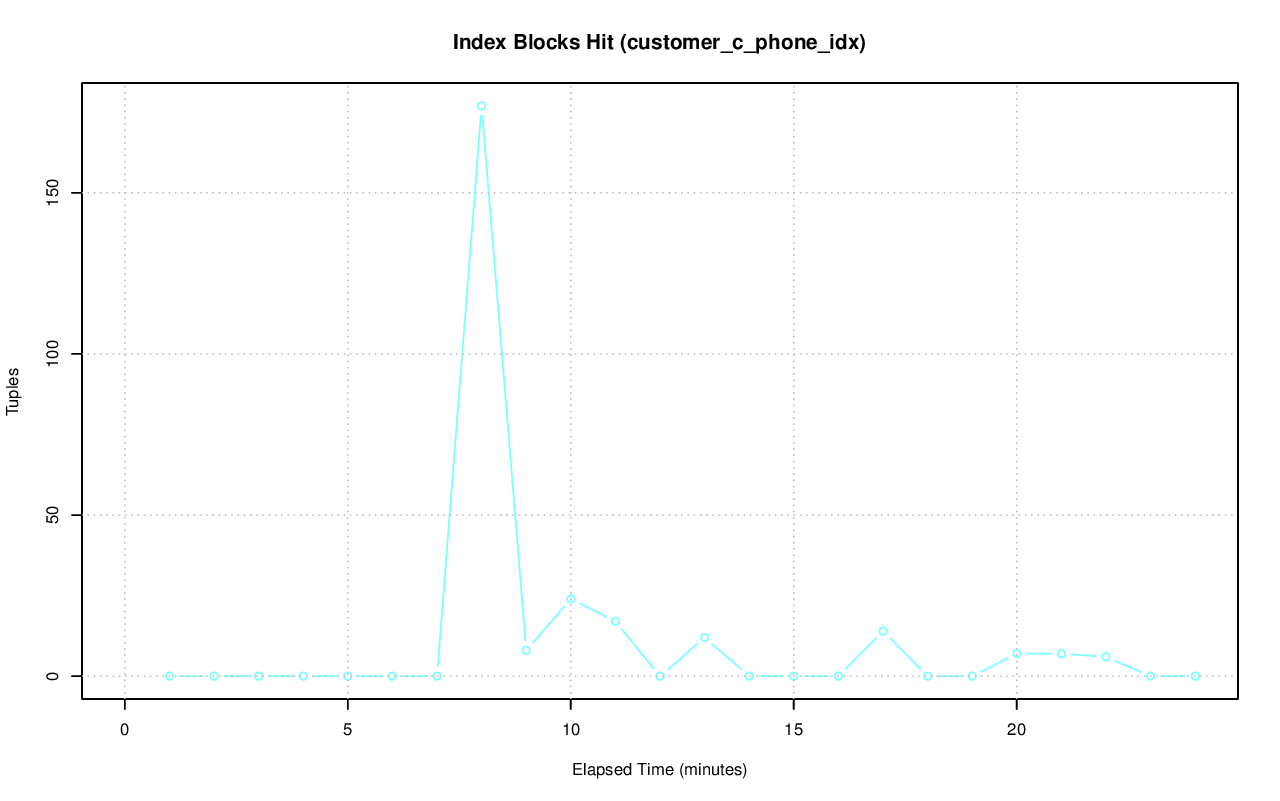 Index Blocks Hit (customer_c_phone_idx)
Tuples
150
100
50
0
0 5 10 15 20
Elapsed Time (minutes)